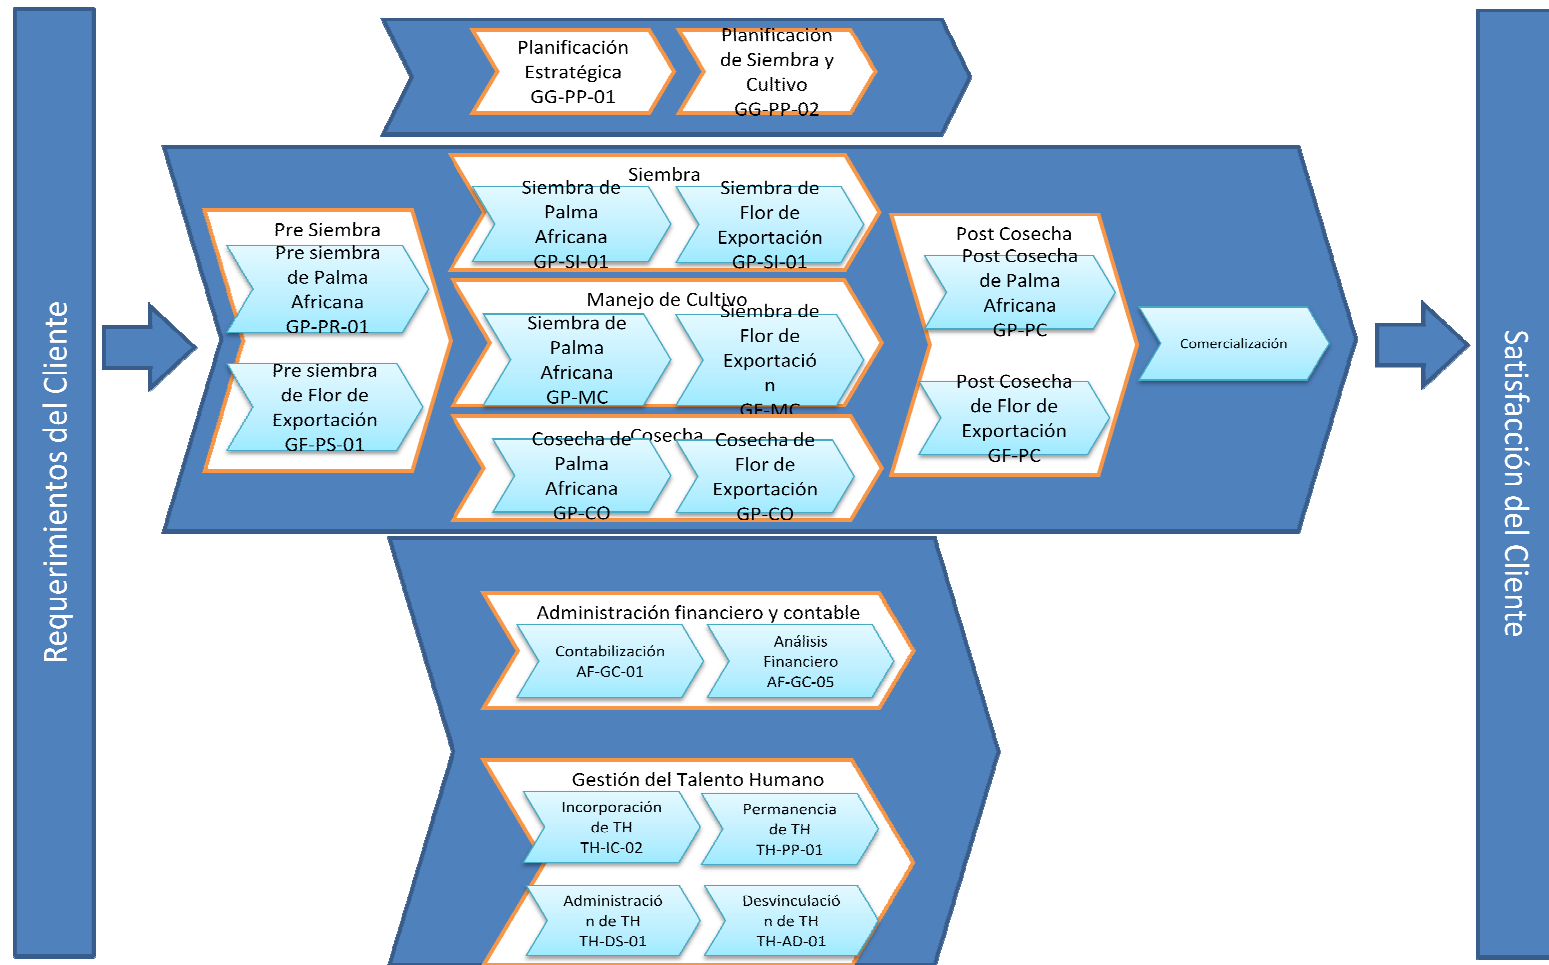 Requerimientos del Cliente
Planificación
Estratégica
GG-PP-01
Planificación
de Siembra y
Cultivo
GG-PP-02
Pre Siembra
Pre siembra
de Palma
Africana
GP-PR-01
Pre siembra
de Flor de
Exportación
GF-PS-01
Siembra
Siembra de
Palma
Africana
GP-SI-01
Siembra de
Flor de
Exportación
GP-SI-01
Manejo de Cultivo
Siembra de
Palma
Africana
GP-MC
Siembra de
Flor de
Exportació
n
GF-MC
Cosecha
Cosecha de
Palma
Africana
GP-CO
Cosecha de
Flor de
Exportación
GP-CO
Post Cosecha
Post Cosecha
de Palma
Africana
GP-PC
Post Cosecha
de Flor de
Exportación
GF-PC
Comercialización
Administración financiero y contable
Contabilización
AF-GC-01
Análisis
Financiero
AF-GC-05
Gestión del Talento Humano
Incorporación
de TH
TH-IC-02
Permanencia
de TH
TH-PP-01
Administració
n de TH
TH-DS-01
Desvinculació
n de TH
TH-AD-01
Satisfacción del Cliente